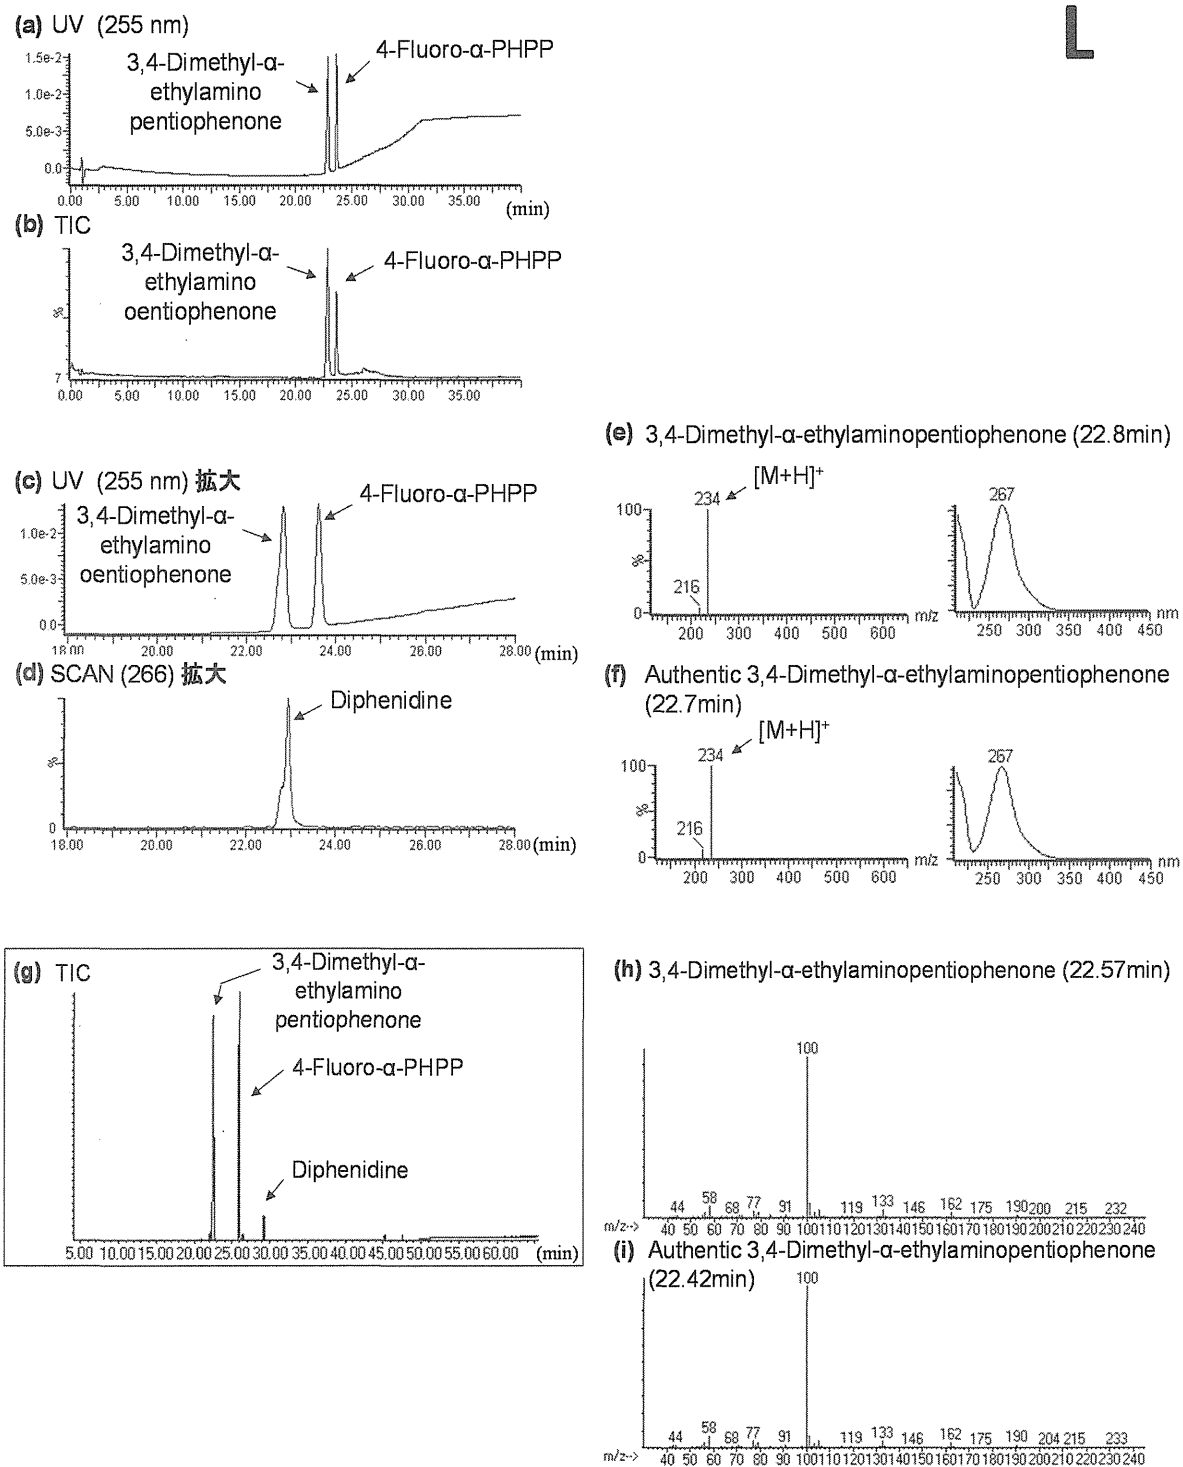 L
(a) UV (255 nm)
3,4-Dimethyl-α-
ethylamino
pentiophenone
4-Fluoro-α-PHPP
1.5e-2
1.0e-2
5.0e-3
0.0
0.00 5.00 10.00 15.00 20.00 25.00 30.00 35.00 (min)
(b) TIC
3,4-Dimethyl-α-
ethylamino
oentiophenone
4-Fluoro-α-PHPP
%
7
0.00 5.00 10.00 15.00 20.00 25.00 30.00 35.00
(c) UV (255 nm) 拡大
3,4-Dimethyl-α-
ethylamino
oentiophenone
4-Fluoro-α-PHPP
1.0e-2
5.0e-3
0.0
18.00 20.00 22.00 24.00 26.00 28.00 (min)
(d) SCAN (266) 拡大
Diphenidine
%
0
18.00 20.00 22.00 24.00 26.00 28.00 (min)
(e) 3,4-Dimethyl-α-ethylaminopentiophenone (22.8min)
[M+H]+
234
100
%
216
0
200 300 400 500 600 m/z
267
250 300 350 400 450 nm
(f) Authentic 3,4-Dimethyl-α-ethylaminopentiophenone
(22.7min)
[M+H]+
234
100
%
216
0
200 300 400 500 600 m/z
267
250 300 350 400 450 nm
(g) TIC
3,4-Dimethyl-α-
ethylamino
pentiophenone
4-Fluoro-α-PHPP
Diphenidine
5.00 10.00 15.00 20.00 25.00 30.00 35.00 40.00 45.00 50.00 55.00 60.00 (min)
(h) 3,4-Dimethyl-α-ethylaminopentiophenone (22.57min)
100
44 58 68 77 91 119 133 146 162 175 190 200 215 232
m/z--> 40 50 60 70 80 90 100 110 120 130 140 150 160 170 180 190 200 210 220 230 240
(i) Authentic 3,4-Dimethyl-α-ethylaminopentiophenone
(22.42min)
100
44 58 68 77 91 119 133 146 162 175 190 204 215 233
m/z--> 40 50 60 70 80 90 100 110 120 130 140 150 160 170 180 190 200 210 220 230 240